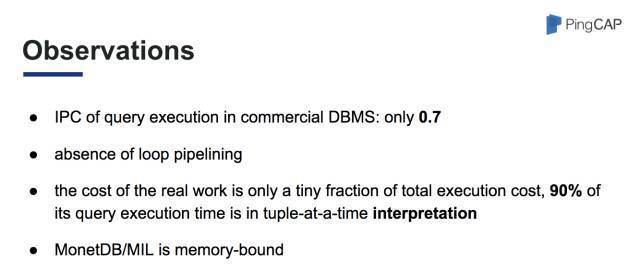 PingCAP
Observations
● IPC of query execution in commercial DBMS: only 0.7
● absence of loop pipelining
● the cost of the real work is only a tiny fraction of total execution cost, 90% of
its query execution time is in tuple-at-a-time interpretation
● MonetDB/MIL is memory-bound